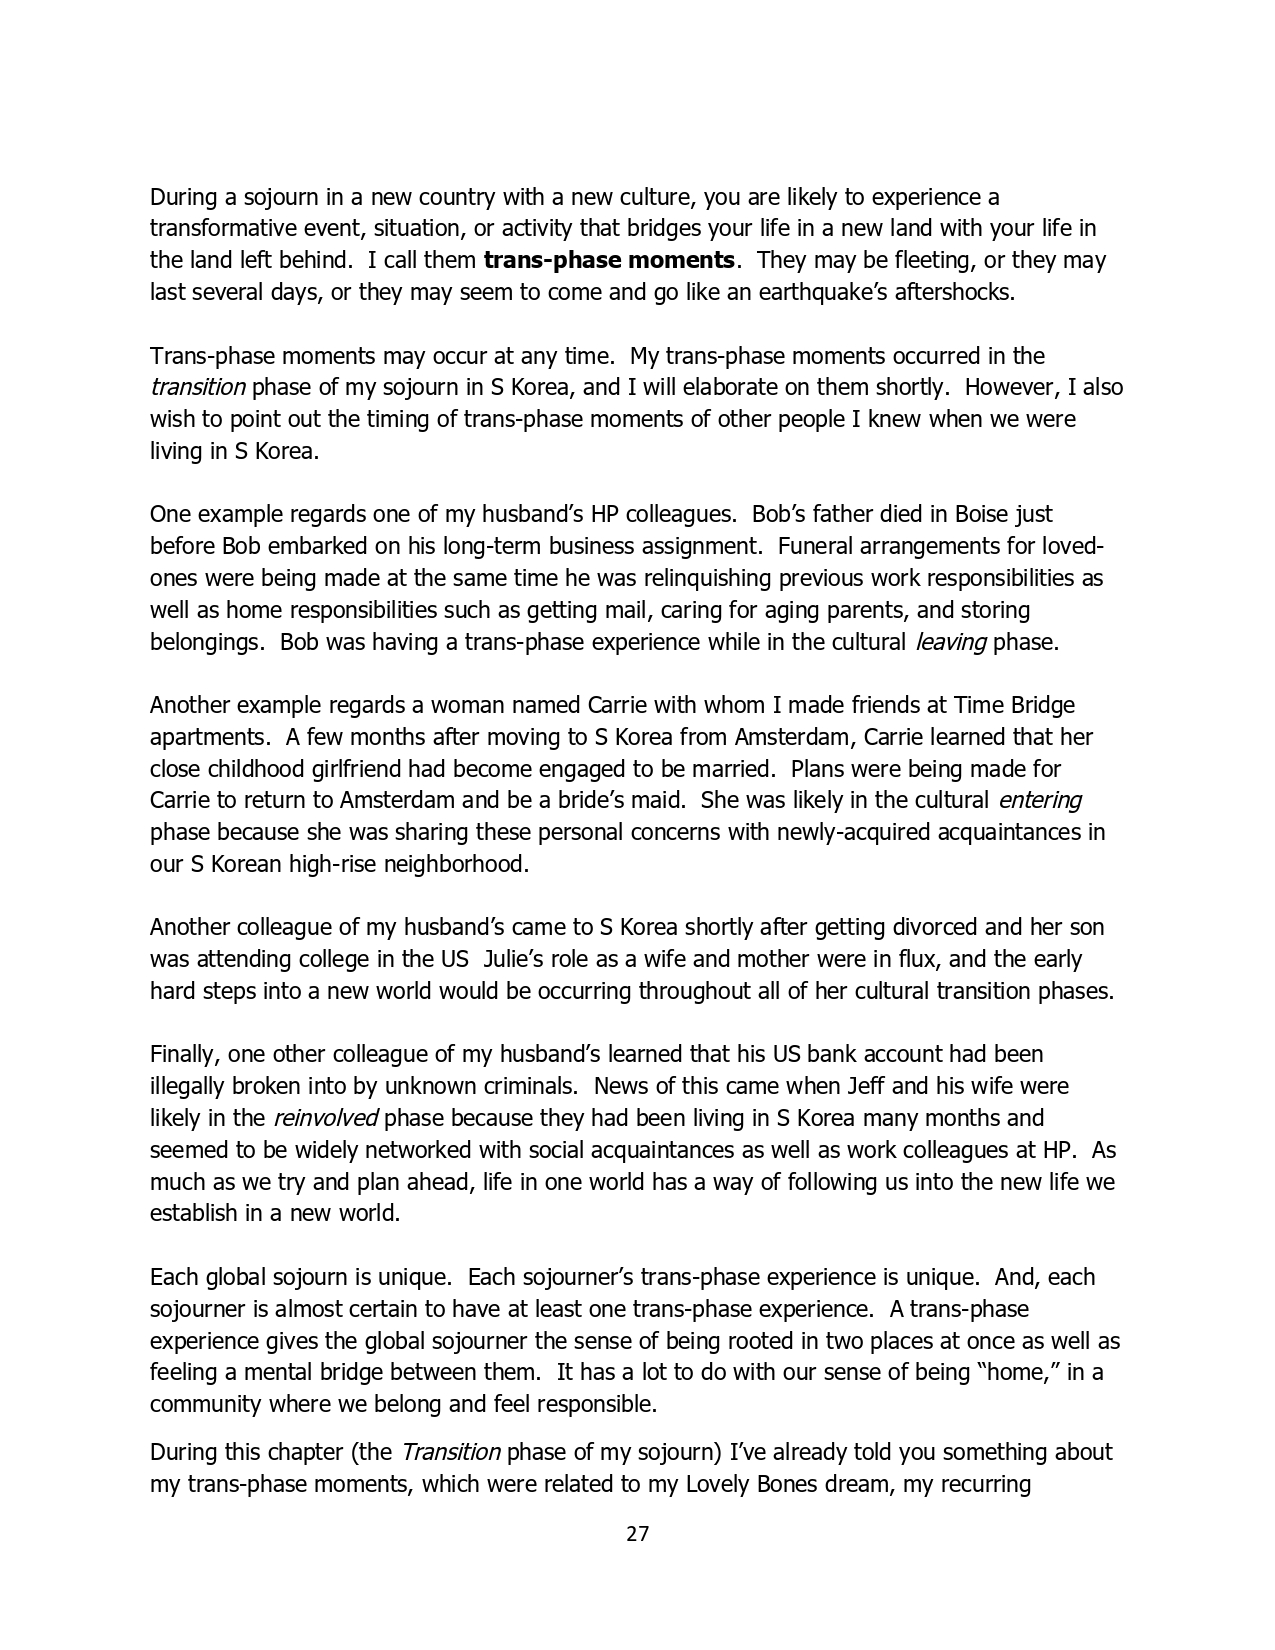 During a sojourn in a new country with a new culture, you are likely to experience a
transformative event, situation, or activity that bridges your life in a new land with your life in
the land left behind.  I call them trans-phase moments.  They may be fleeting, or they may
last several days, or they may seem to come and go like an earthquake’s aftershocks.
Trans-phase moments may occur at any time.  My trans-phase moments occurred in the
transition phase of my sojourn in S Korea, and I will elaborate on them shortly.  However, I also
wish to point out the timing of trans-phase moments of other people I knew when we were
living in S Korea.
One example regards one of my husband’s HP colleagues.  Bob’s father died in Boise just
before Bob embarked on his long-term business assignment.  Funeral arrangements for loved-
ones were being made at the same time he was relinquishing previous work responsibilities as
well as home responsibilities such as getting mail, caring for aging parents, and storing
belongings.  Bob was having a trans-phase experience while in the cultural leaving phase.
Another example regards a woman named Carrie with whom I made friends at Time Bridge
apartments.  A few months after moving to S Korea from Amsterdam, Carrie learned that her
close childhood girlfriend had become engaged to be married.  Plans were being made for
Carrie to return to Amsterdam and be a bride’s maid.  She was likely in the cultural entering
phase because she was sharing these personal concerns with newly-acquired acquaintances in
our S Korean high-rise neighborhood.
Another colleague of my husband’s came to S Korea shortly after getting divorced and her son
was attending college in the US  Julie’s role as a wife and mother were in flux, and the early
hard steps into a new world would be occurring throughout all of her cultural transition phases.
Finally, one other colleague of my husband’s learned that his US bank account had been
illegally broken into by unknown criminals.  News of this came when Jeff and his wife were
likely in the reinvolved phase because they had been living in S Korea many months and
seemed to be widely networked with social acquaintances as well as work colleagues at HP.  As
much as we try and plan ahead, life in one world has a way of following us into the new life we
establish in a new world.
Each global sojourn is unique.  Each sojourner’s trans-phase experience is unique.  And, each
sojourner is almost certain to have at least one trans-phase experience.  A trans-phase
experience gives the global sojourner the sense of being rooted in two places at once as well as
feeling a mental bridge between them.  It has a lot to do with our sense of being “home,” in a
community where we belong and feel responsible.
During this chapter (the Transition phase of my sojourn) I’ve already told you something about
my trans-phase moments, which were related to my Lovely Bones dream, my recurring
27